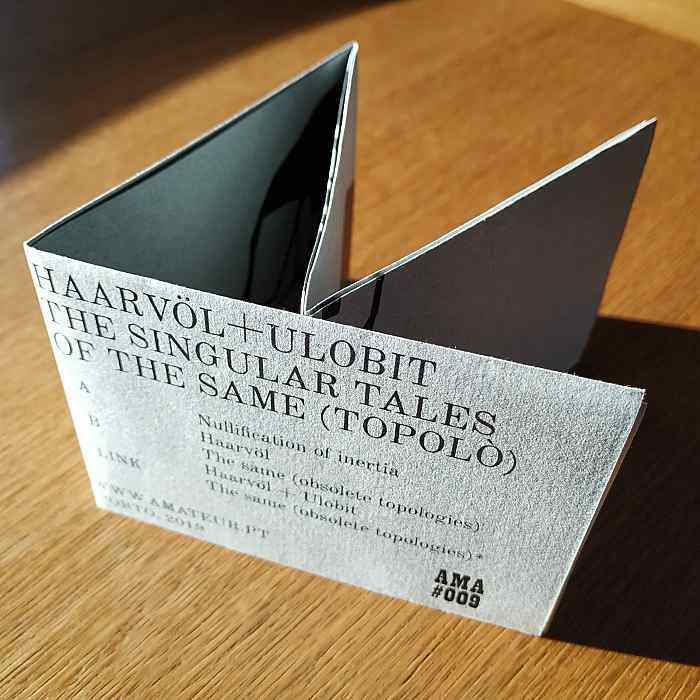 HAARVÖL+ULOBIT
THE SINGULAR TALES
OF THE SAME (TOPOLÒ)
A
Nullification of inertia
Haarvöl
B
The same (obsolete topologies)
Haarvöl + Ulobit
LINK
The same (obsolete topologies)*
WWW.AMATEUR.PT
PORTO, 2019
AMA
#009